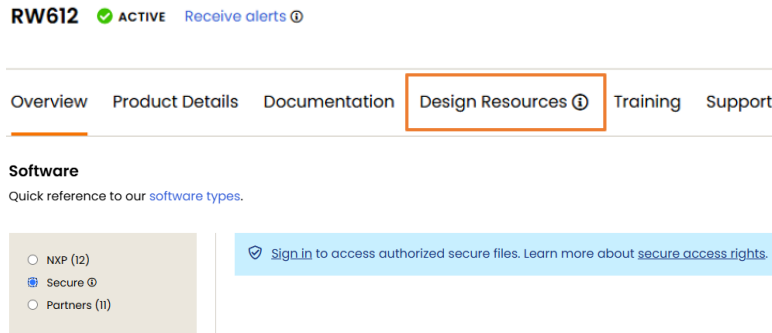 RW612 ACTIVE Receive alerts
Overview Product Details Documentation Design Resources Training Support
Software
Quick reference to our software types.
NXP (12)
Sign in to access authorized secure files. Learn more about secure access rights.
Secure
Partners (11)